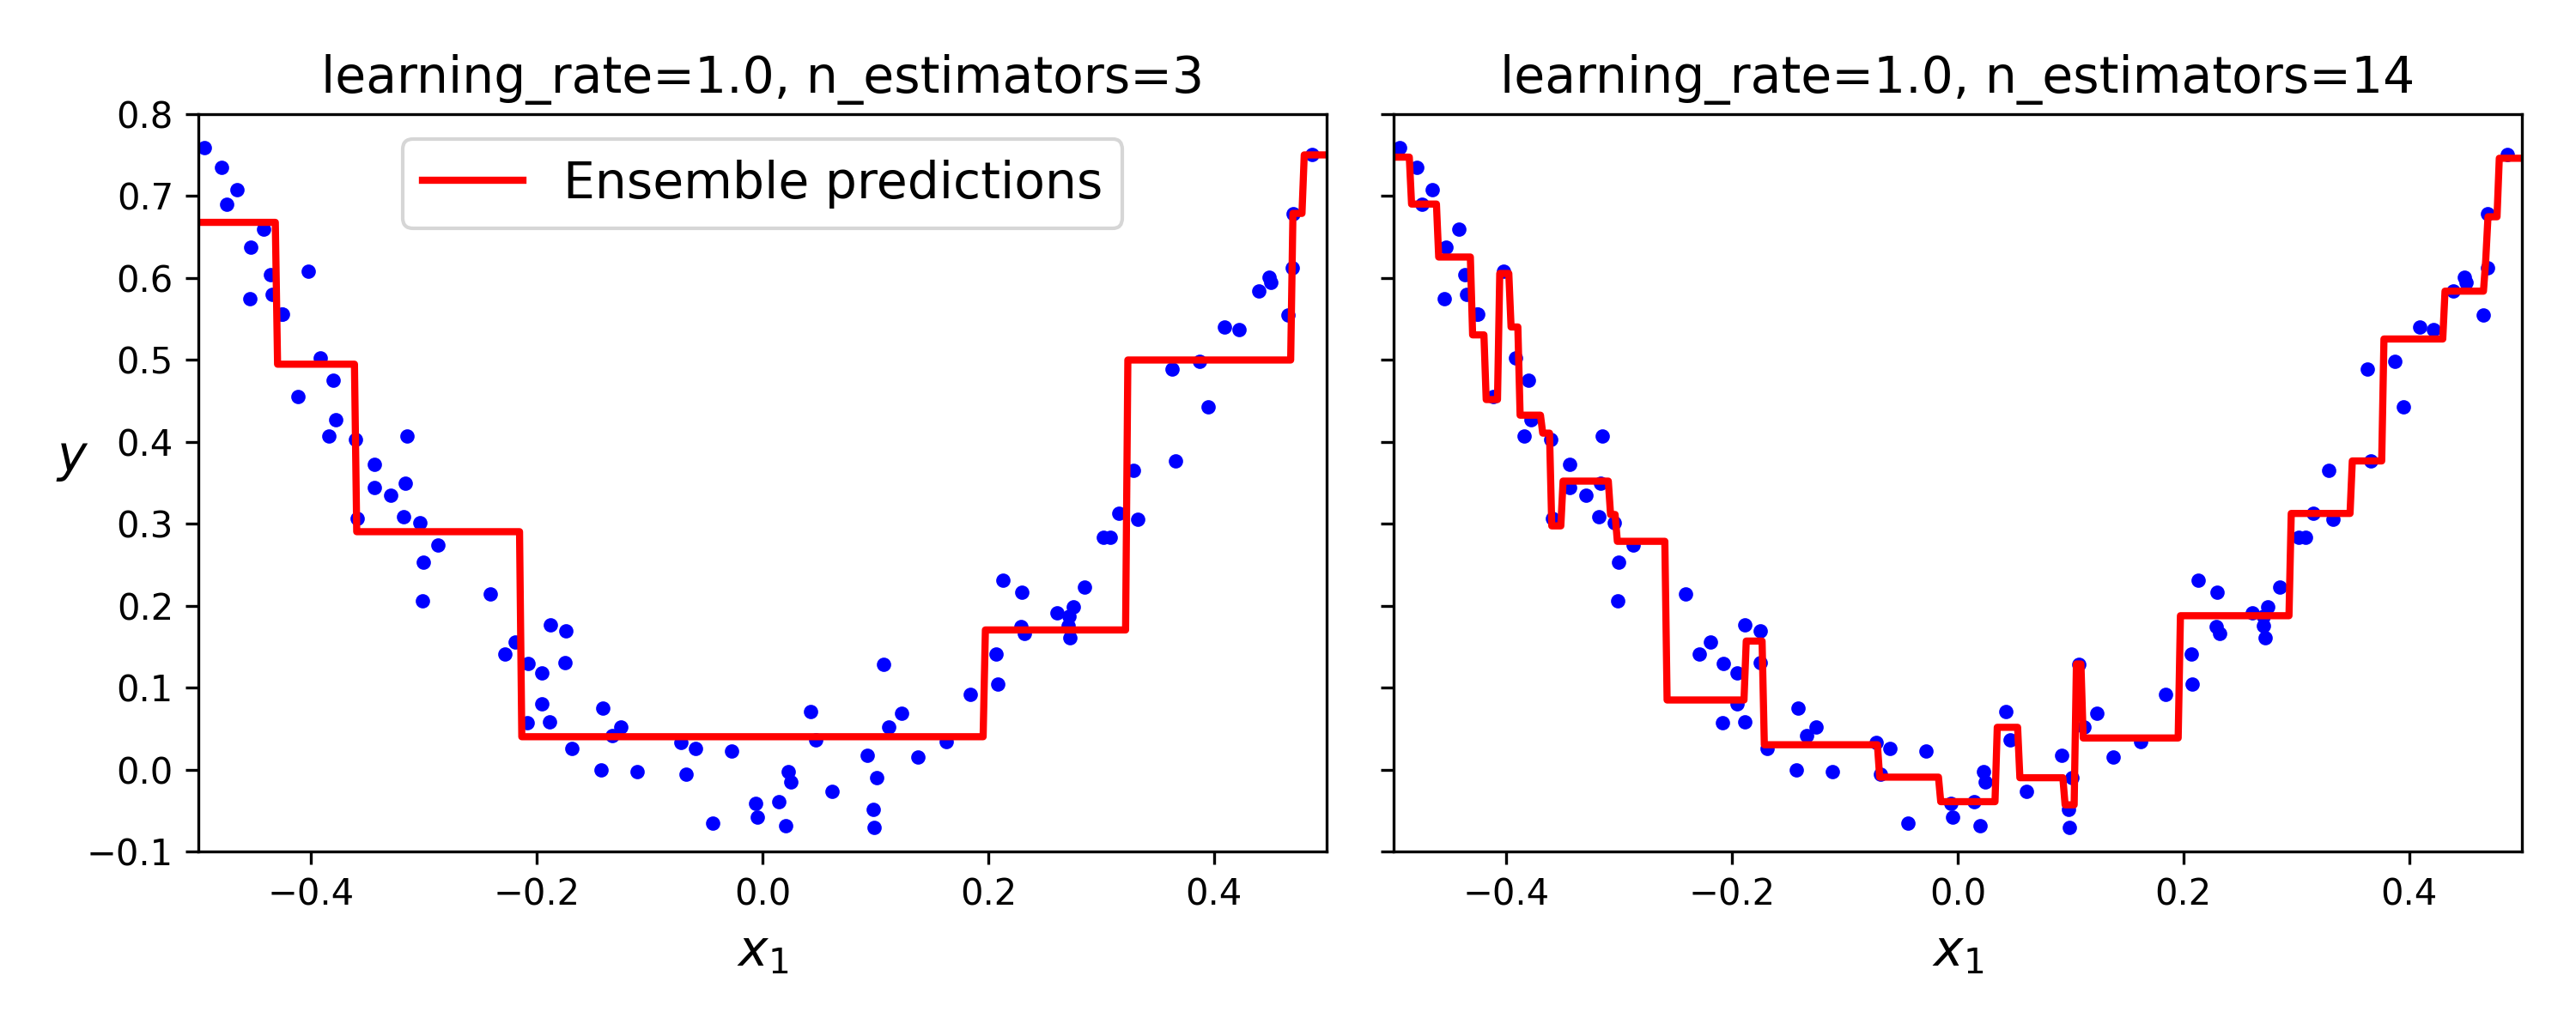 learning_rate=1.0, n_estimators=3
Ensemble predictions
0.8
0.7
0.6
0.5
0.4
0.3
0.2
0.1
0.0
−0.1
y
−0.4 −0.2 0.0 0.2 0.4
x₁
learning_rate=1.0, n_estimators=14
−0.4 −0.2 0.0 0.2 0.4
x₁